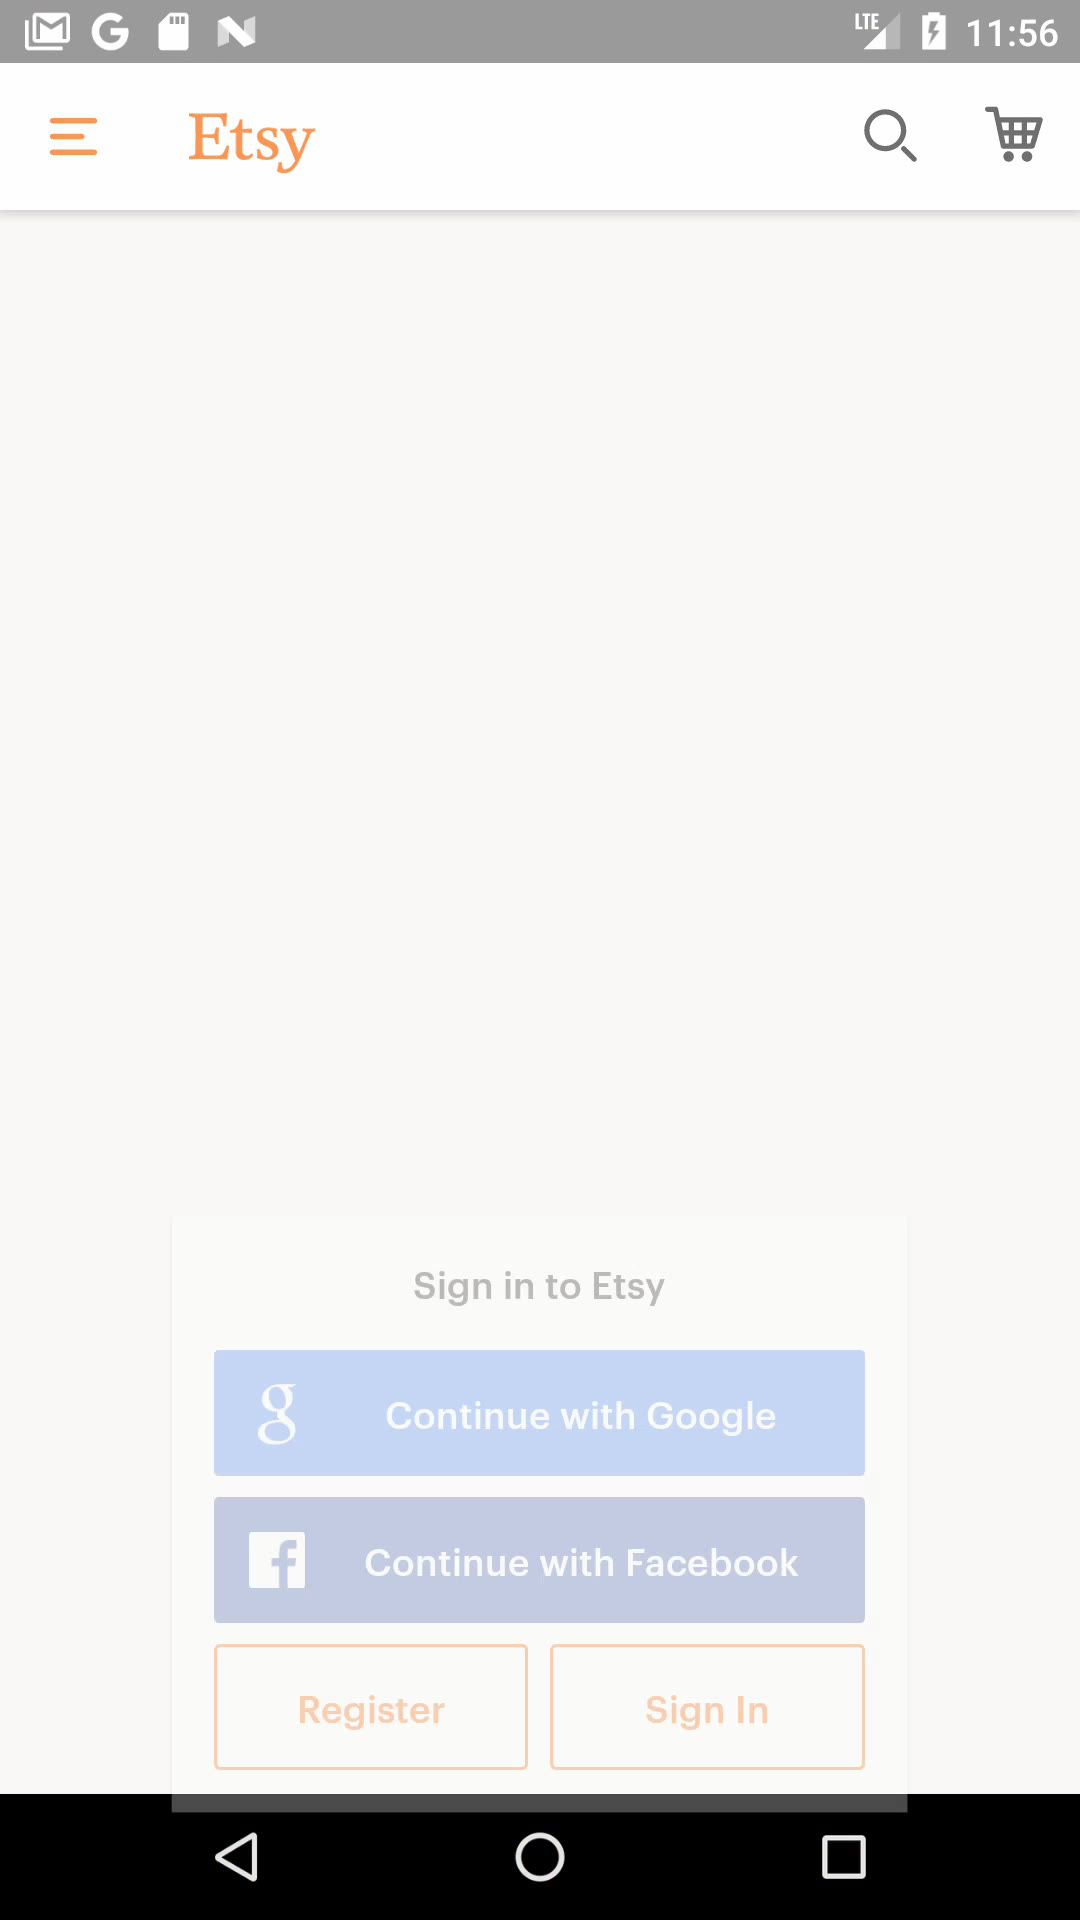 LTE 11:56
Etsy
Sign in to Etsy
Continue with Google
Continue with Facebook
Register Sign In